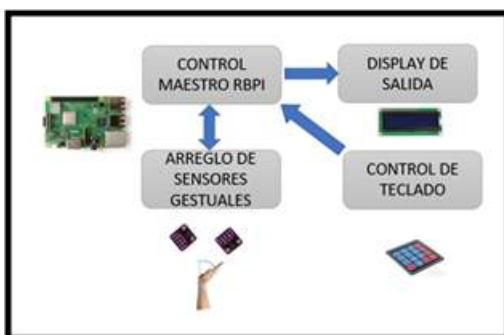 CONTROL
MAESTRO RBPI
DISPLAY DE
SALIDA
ARREGLO DE
SENSORES
GESTUALES
CONTROL DE
TECLADO